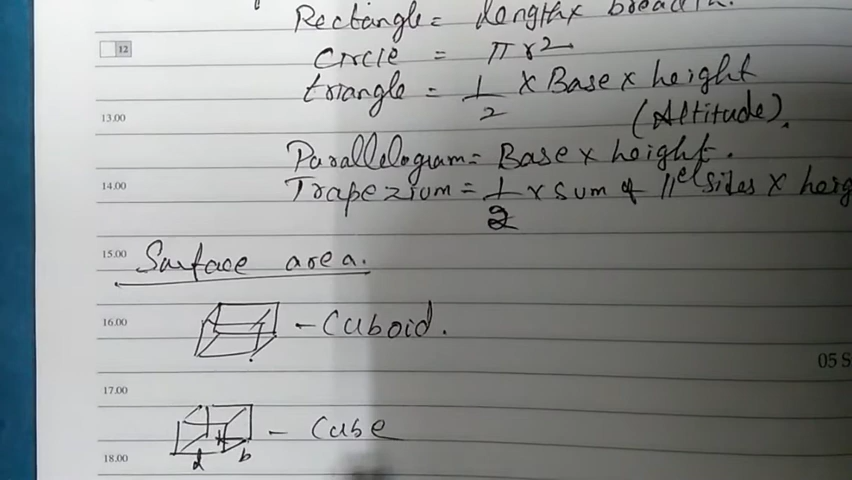 Rectangle = Length x breadth.
12
Circle = πr2
triangle = 1/2 x Base x height
13.00
(Altitude).
Parallelogram = Base x height.
14.00
Trapezium = 1/2 x sum of ||el sides x heig
15.00
Surface area.
16.00
- Cuboid.
05 S
17.00
- Cube
l b
18.00